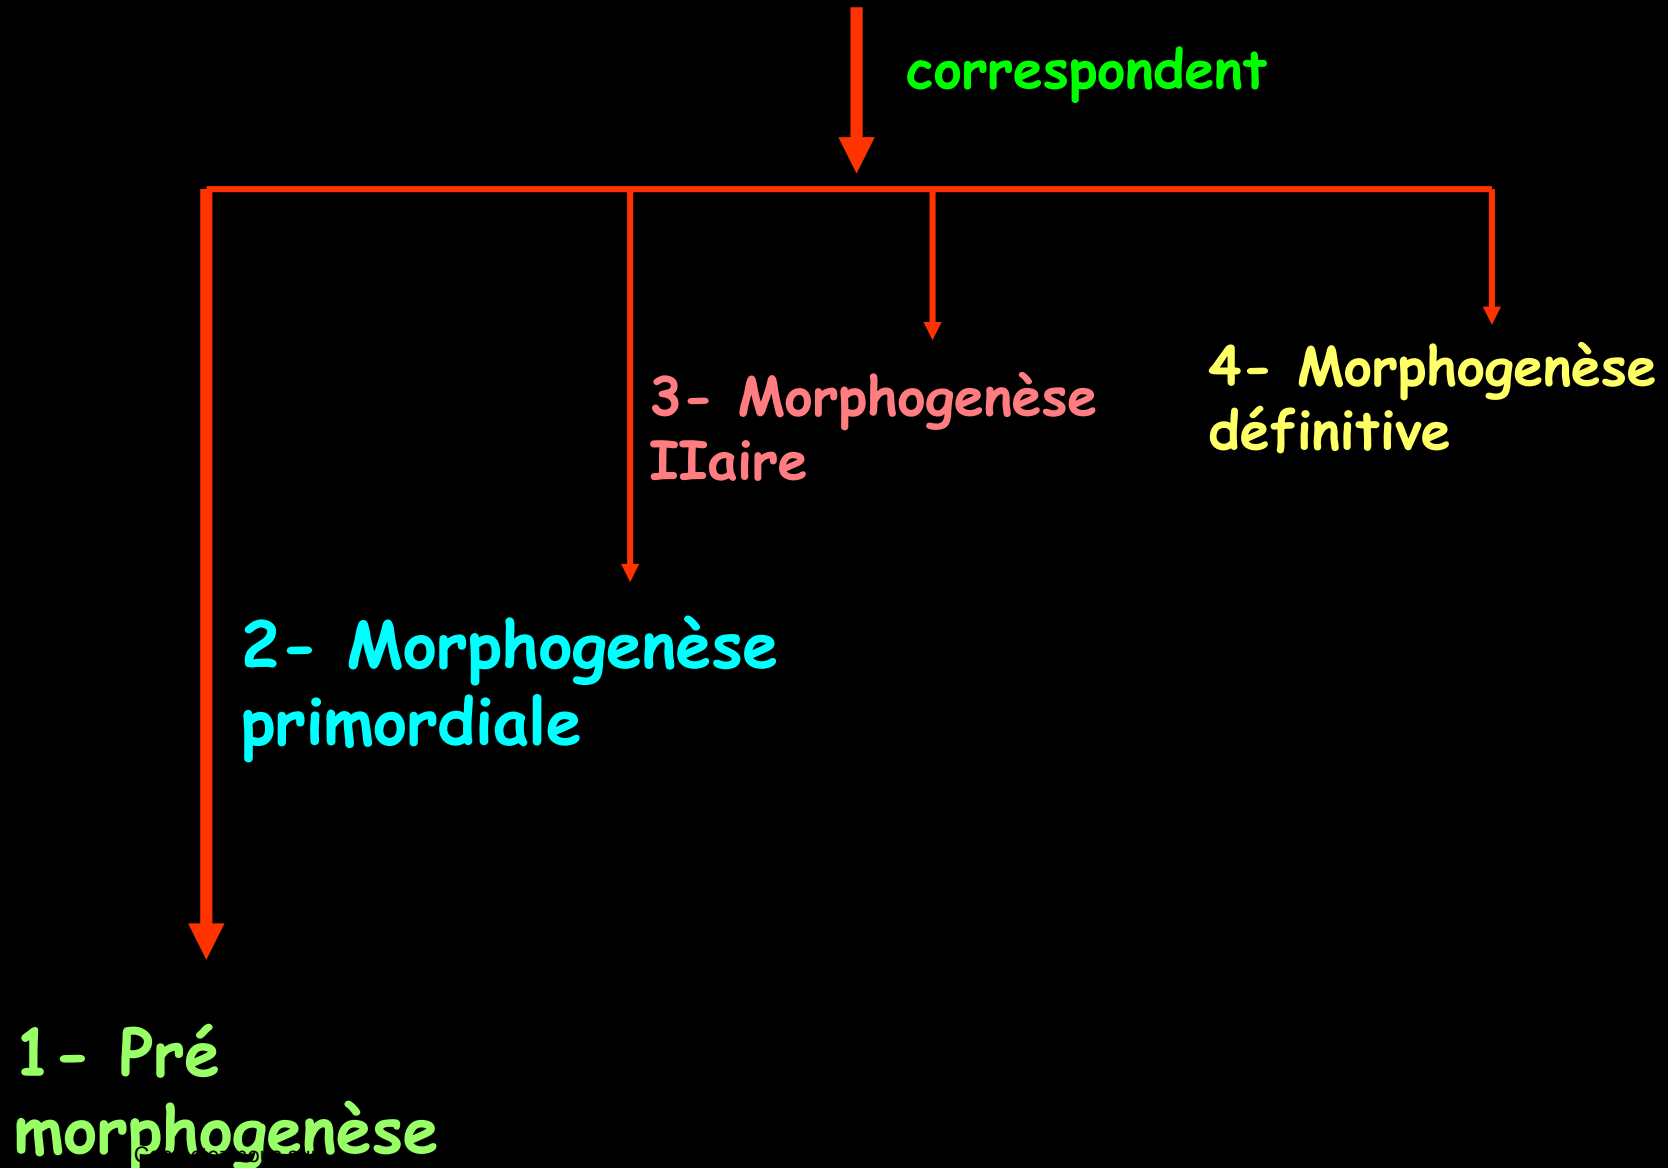 correspondent
4- Morphogenèse
définitive
3- Morphogenèse
IIaire
2- Morphogenèse
primordiale
1- Pré
morphogenèse